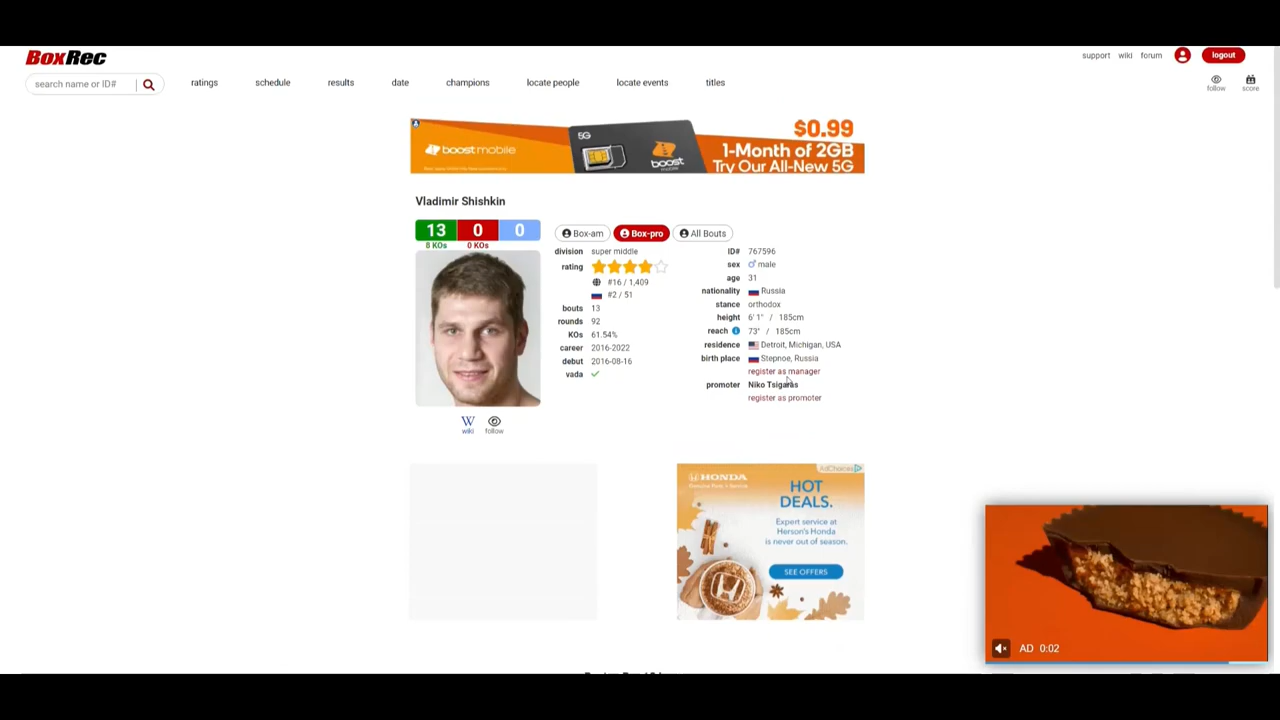 BoxRec
support wiki forum logout
search name or ID#
ratings schedule results date champions locate people locate events titles
follow score
boost mobile
5G
boost
$0.99
1-Month of 2GB
Try Our All-New 5G
Vladimir Shishkin
13 0 0
8 KOs 0 KOs
Box-am Box-pro All Bouts
division super middle
rating
#16 / 1,409
#2 / 51
bouts 13
rounds 92
KOs 61.54%
career 2016-2022
debut 2016-08-16
vada
ID# 767596
sex male
age 31
nationality Russia
stance orthodox
height 6' 1" / 185cm
reach 73" / 185cm
residence Detroit, Michigan, USA
birth place Stepnoe, Russia
register as manager
promoter Niko Tsigaras
register as promoter
W
wiki follow
AdChoices
HONDA
HOT
DEALS.
Expert service at
Herson's Honda
is never out of season.
SEE OFFERS
AD 0:02